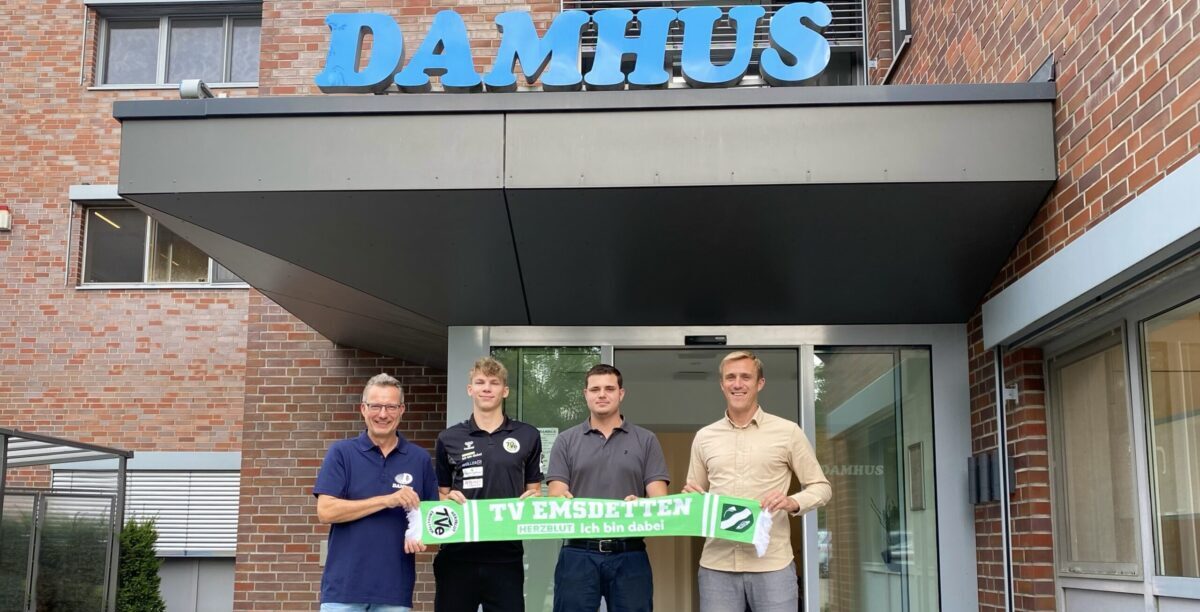 DAMHUS
DAMHUS
TVE
TV EMSDETTEN
HERZBLUT Ich bin dabei